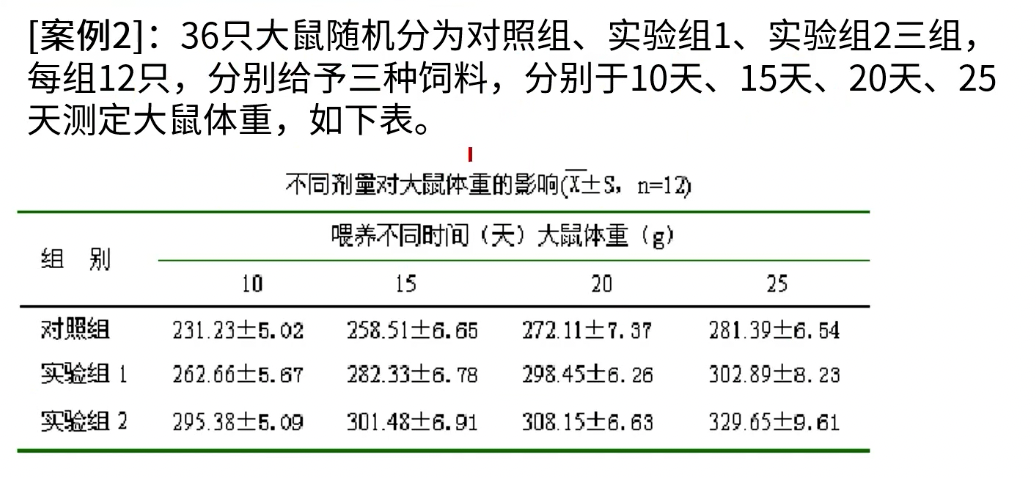 [案例2]：36只大鼠随机分为对照组、实验组1、实验组2三组，
每组12只，分别给予三种饲料，分别于10天、15天、20天、25
天测定大鼠体重，如下表。
不同剂量对大鼠体重的影响(X̄±S，n=12)
组 别 喂养不同时间（天）大鼠体重（g）
10 15 20 25
对照组 231.23±5.02 258.51±6.65 272.11±7.37 281.39±6.54
实验组1 262.66±5.67 282.33±6.78 298.45±6.26 302.89±8.23
实验组2 295.38±5.09 301.48±6.91 308.15±6.63 329.65±9.61